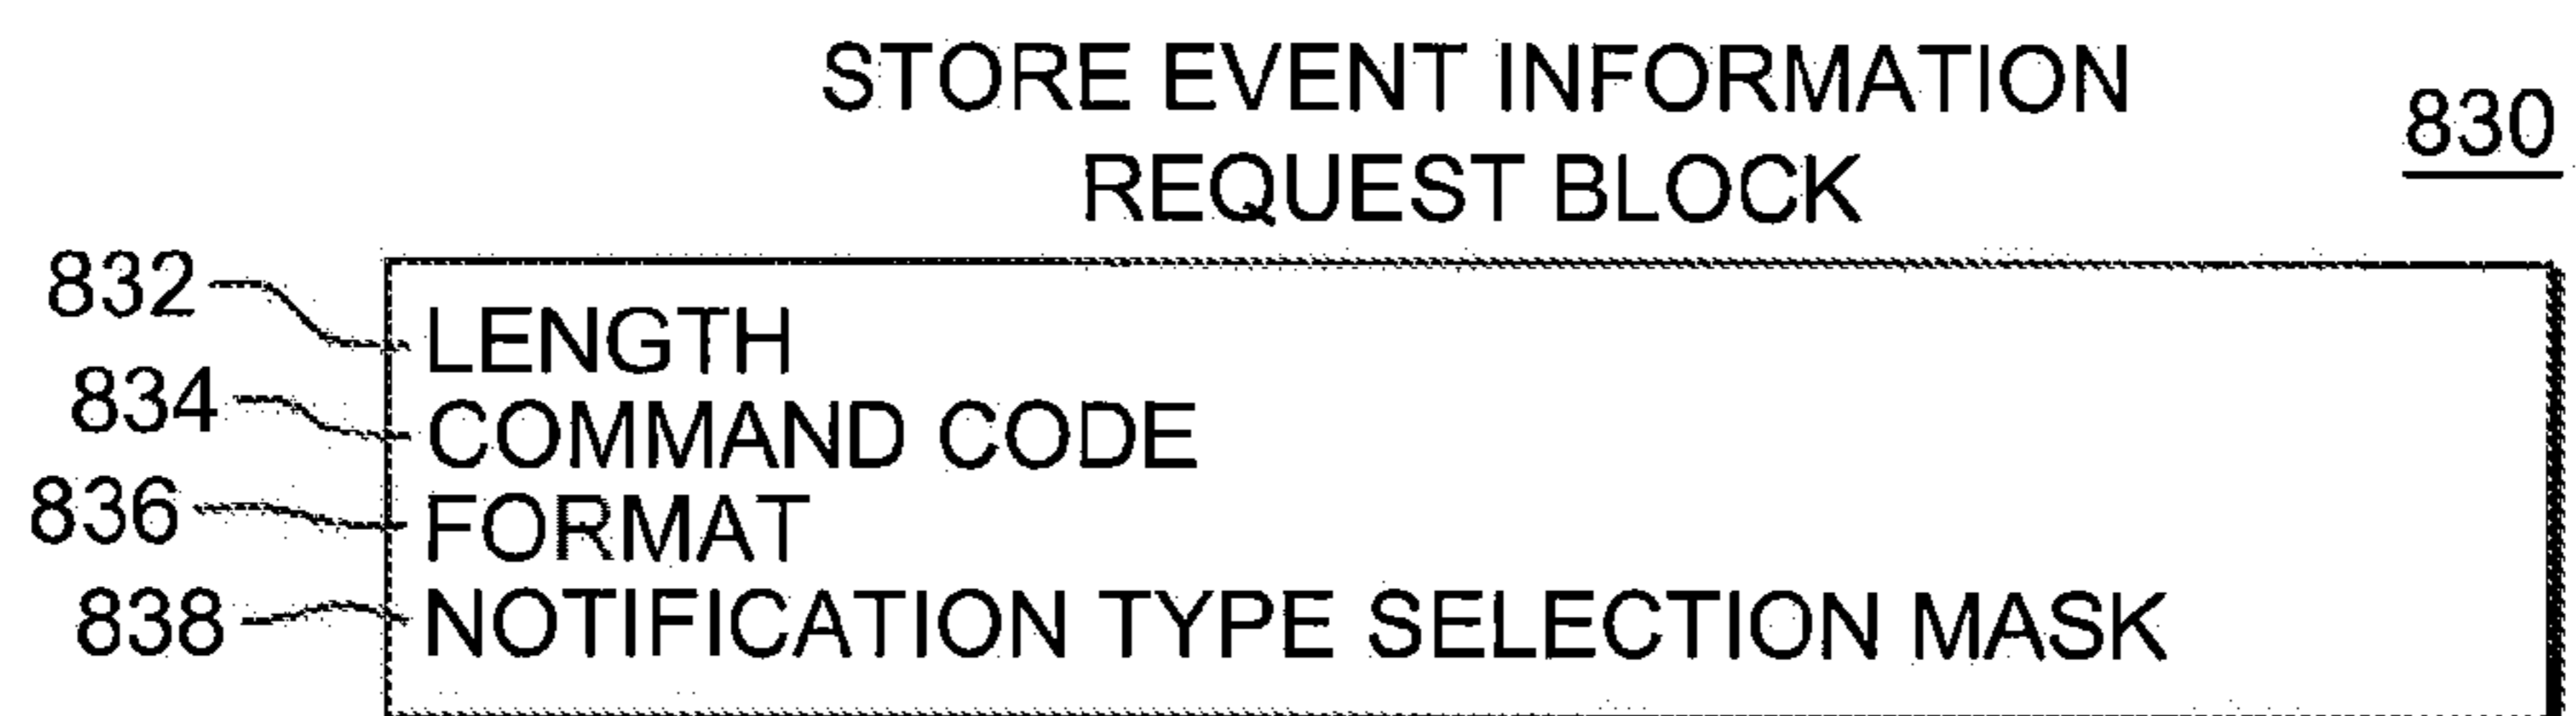 STORE EVENT INFORMATION
REQUEST BLOCK
830
832 LENGTH
834 COMMAND CODE
836 FORMAT
838 NOTIFICATION TYPE SELECTION MASK